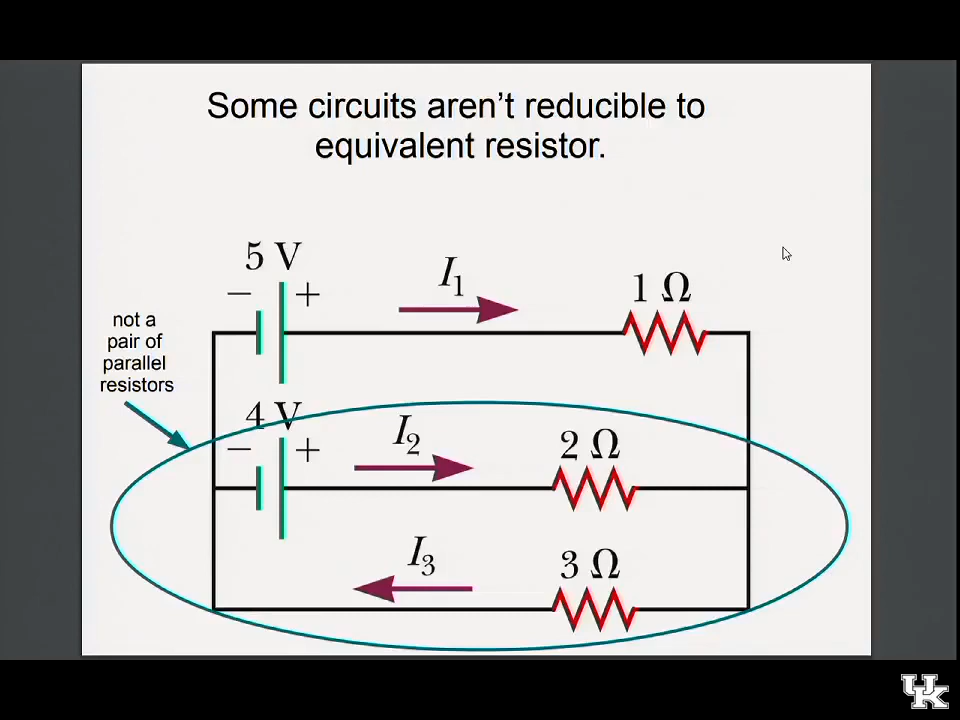 Some circuits aren't reducible to
equivalent resistor.
5 V
− +
I₁
1 Ω
not a
pair of
parallel
resistors
4 V
− +
I₂
2 Ω
I₃
3 Ω
UK